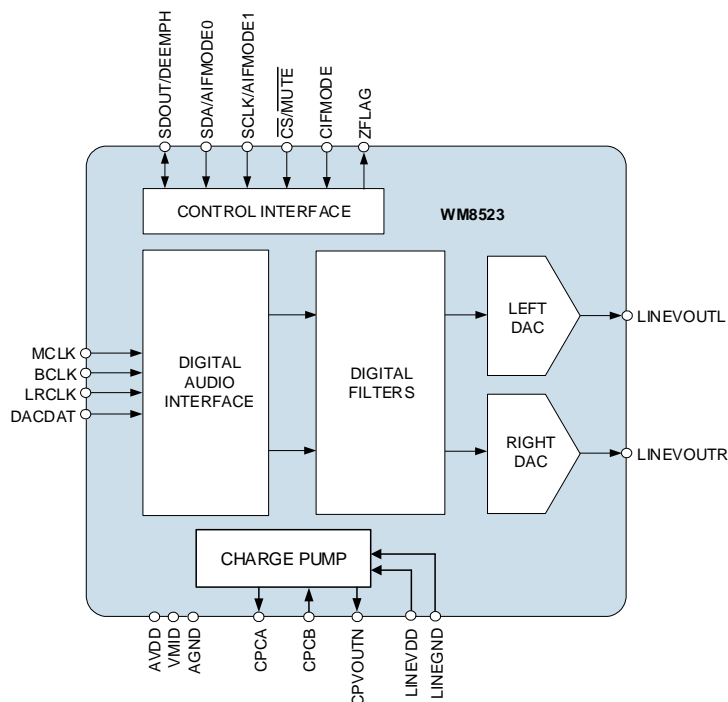 SDOUT/DEEMPH
SDA/AIFMODE0
SCLK/AIFMODE1
CS/MUTE
CIFMODE
ZFLAG
CONTROL INTERFACE
WM8523
LEFT
DAC
LINEVOUTL
MCLK
BCLK
LRCLK
DACDAT
DIGITAL
AUDIO
INTERFACE
DIGITAL
FILTERS
RIGHT
DAC
LINEVOUTR
CHARGE PUMP
AVDD
VMID
AGND
CPCA
CPCB
CPVOUTN
LINEVDD
LINEGND